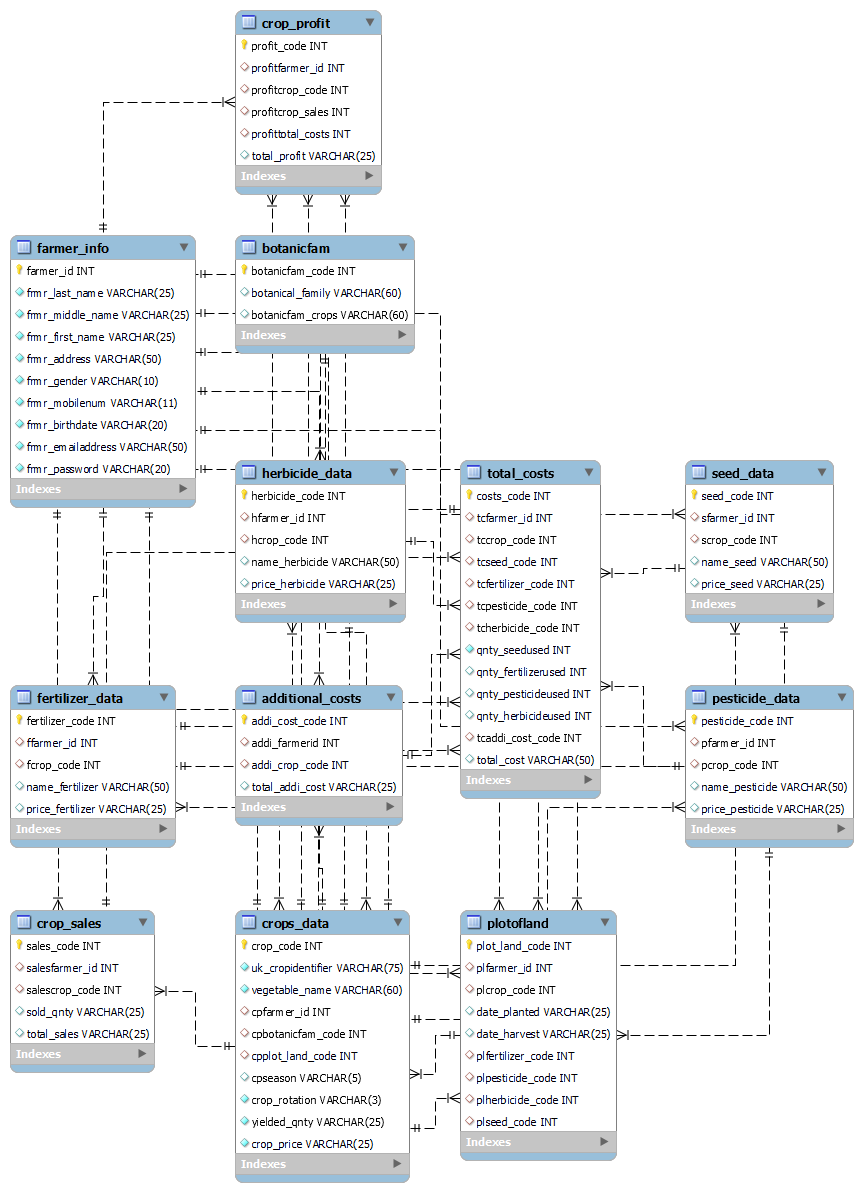 crop_profit
profit_code INT
profitfarmer_id INT
profitcrop_code INT
profitcrop_sales INT
profittotal_costs INT
total_profit VARCHAR(25)
Indexes
farmer_info
farmer_id INT
frmr_last_name VARCHAR(25)
frmr_middle_name VARCHAR(25)
frmr_first_name VARCHAR(25)
frmr_address VARCHAR(50)
frmr_gender VARCHAR(10)
frmr_mobilenum VARCHAR(11)
frmr_birthdate VARCHAR(20)
frmr_emailaddress VARCHAR(50)
frmr_password VARCHAR(20)
Indexes
botanicfam
botanicfam_code INT
botanical_family VARCHAR(60)
botanicfam_crops VARCHAR(60)
Indexes
herbicide_data
herbicide_code INT
hfarmer_id INT
hcrop_code INT
name_herbicide VARCHAR(50)
price_herbicide VARCHAR(25)
Indexes
total_costs
costs_code INT
tcfarmer_id INT
tccrop_code INT
tcseed_code INT
tcfertilizer_code INT
tcpesticide_code INT
tcherbicide_code INT
qnty_seedused INT
qnty_fertilizerused INT
qnty_pesticideused INT
qnty_herbicideused INT
tcaddi_cost_code INT
total_cost VARCHAR(50)
Indexes
seed_data
seed_code INT
sfarmer_id INT
scrop_code INT
name_seed VARCHAR(50)
price_seed VARCHAR(25)
Indexes
fertilizer_data
fertilizer_code INT
ffarmer_id INT
fcrop_code INT
name_fertilizer VARCHAR(50)
price_fertilizer VARCHAR(25)
Indexes
additional_costs
addi_cost_code INT
addi_farmerid INT
addi_crop_code INT
total_addi_cost VARCHAR(25)
Indexes
pesticide_data
pesticide_code INT
pfarmer_id INT
pcrop_code INT
name_pesticide VARCHAR(50)
price_pesticide VARCHAR(25)
Indexes
crop_sales
sales_code INT
salesfarmer_id INT
salescrop_code INT
sold_qnty VARCHAR(25)
total_sales VARCHAR(25)
Indexes
crops_data
crop_code INT
uk_cropidentifier VARCHAR(75)
vegetable_name VARCHAR(60)
cpfarmer_id INT
cpbotanicfam_code INT
cpplot_land_code INT
cpseason VARCHAR(5)
crop_rotation VARCHAR(3)
yielded_qnty VARCHAR(25)
crop_price VARCHAR(25)
Indexes
plotofland
plot_land_code INT
plfarmer_id INT
plcrop_code INT
date_planted VARCHAR(25)
date_harvest VARCHAR(25)
plfertilizer_code INT
plpesticide_code INT
plherbicide_code INT
plseed_code INT
Indexes